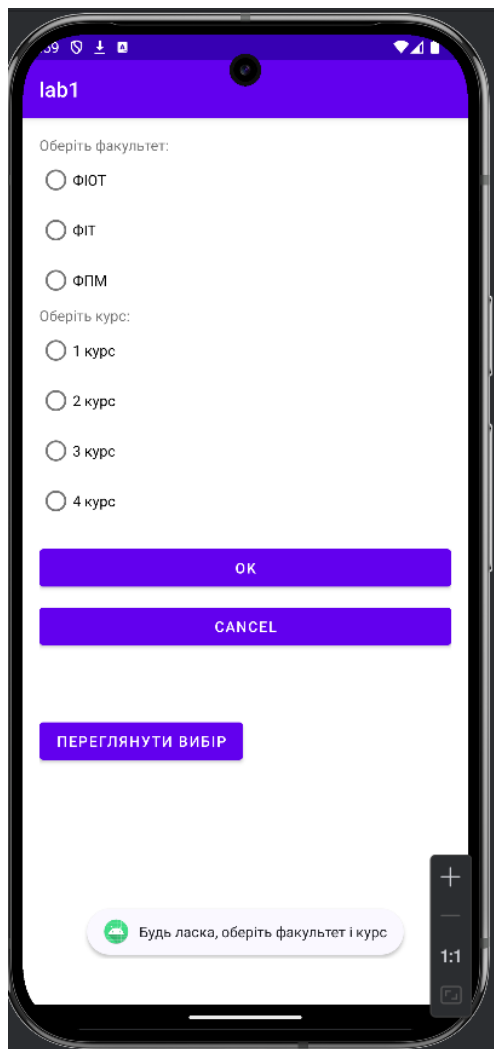 lab1
Оберіть факультет:
ФІОТ
ФІТ
ФПМ
Оберіть курс:
1 курс
2 курс
3 курс
4 курс
OK
CANCEL
ПЕРЕГЛЯНУТИ ВИБІР
Будь ласка, оберіть факультет і курс
1:1